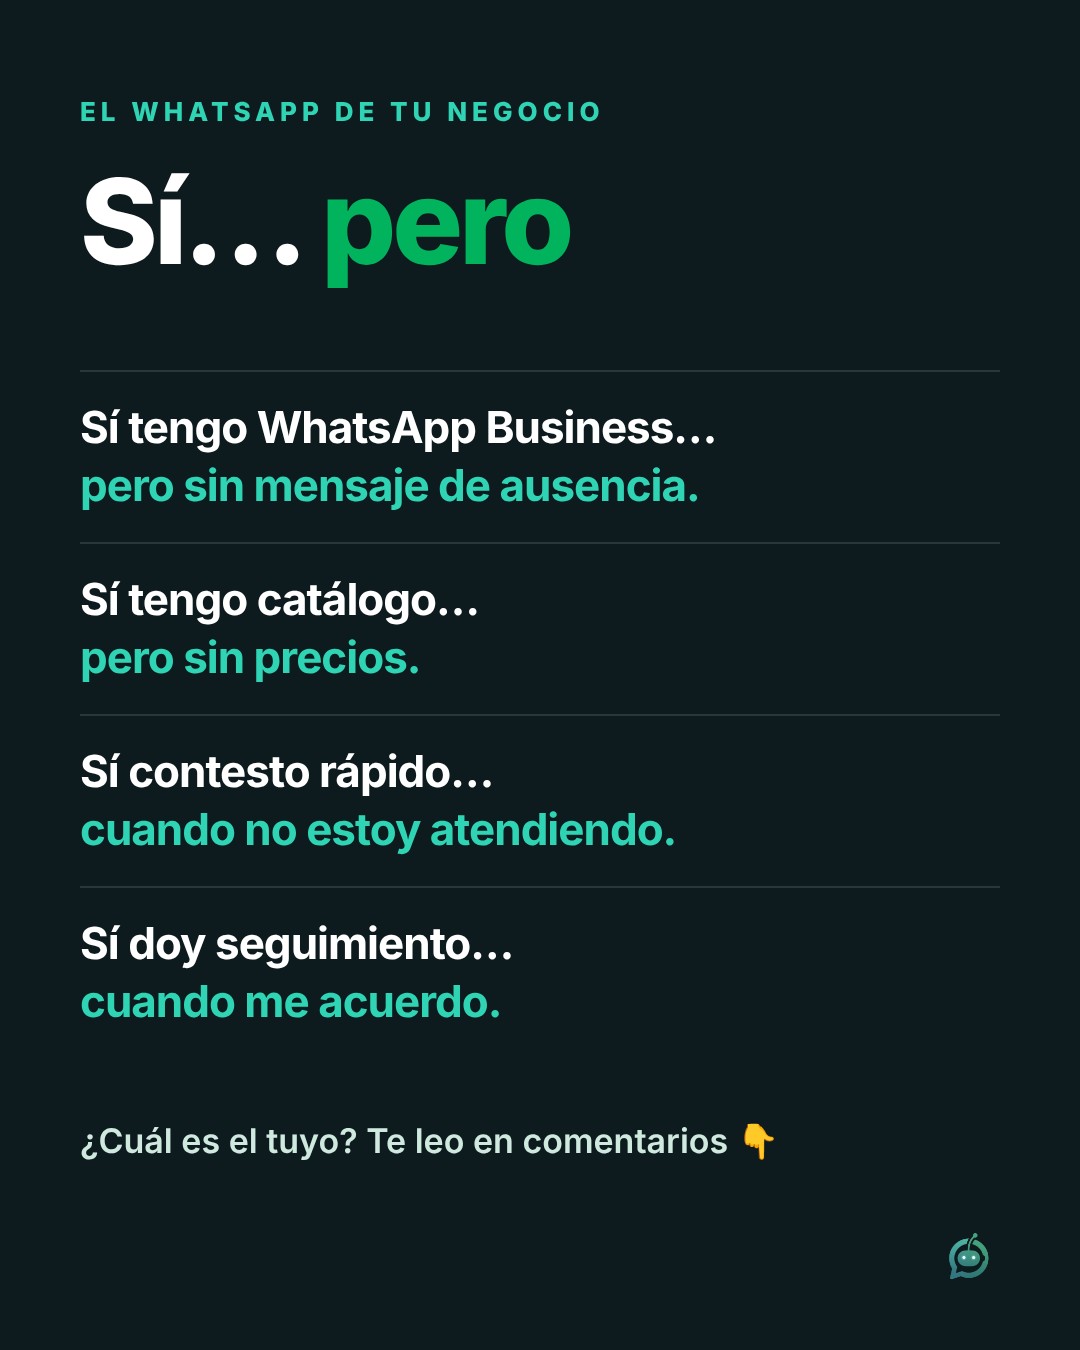 EL WHATSAPP DE TU NEGOCIO
Sí… pero
Sí tengo WhatsApp Business…
pero sin mensaje de ausencia.
Sí tengo catálogo…
pero sin precios.
Sí contesto rápido…
cuando no estoy atendiendo.
Sí doy seguimiento…
cuando me acuerdo.
¿Cuál es el tuyo? Te leo en comentarios 👇